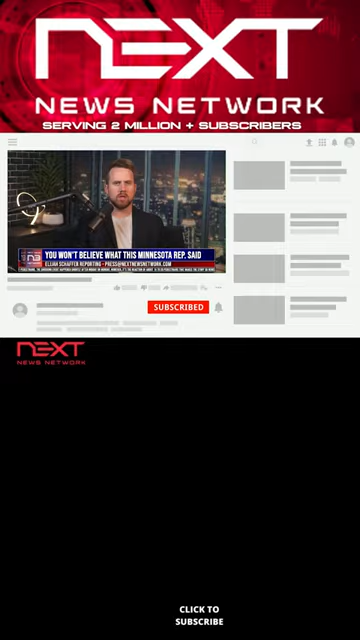 NEXT
NEWS NETWORK
SERVING 2 MILLION + SUBSCRIBERS
YOU WON'T BELIEVE WHAT THIS MINNESOTA REP. SAID
ELIJAH SCHAFFER REPORTING - PRESS@NEXTNEWSNETWORK.COM
SUBSCRIBED
NEXT
NEWS NETWORK
CLICK TO
SUBSCRIBE